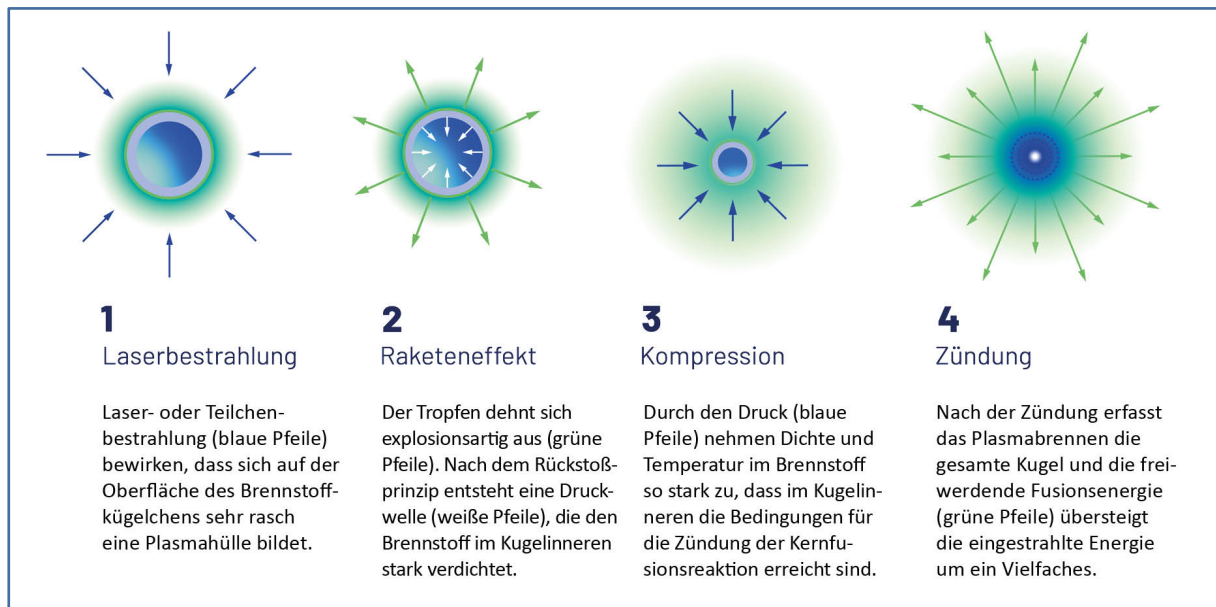 1
Laserbestrahlung
Laser- oder Teilchen-
bestrahlung (blaue Pfeile)
bewirken, dass sich auf der
Oberfläche des Brennstoff-
kügelchens sehr rasch
eine Plasmahülle bildet.
2
Raketeneffekt
Der Tropfen dehnt sich
explosionsartig aus (grüne
Pfeile). Nach dem Rückstoß-
prinzip entsteht eine Druck-
welle (weiße Pfeile), die den
Brennstoff im Kugelinneren
stark verdichtet.
3
Kompression
Durch den Druck (blaue
Pfeile) nehmen Dichte und
Temperatur im Brennstoff
so stark zu, dass im Kugelin-
neren die Bedingungen für
die Zündung der Kernfu-
sionsreaktion erreicht sind.
4
Zündung
Nach der Zündung erfasst
das Plasmabrennen die
gesamte Kugel und die frei-
werdende Fusionsenergie
(grüne Pfeile) übersteigt
die eingestrahlte Energie
um ein Vielfaches.